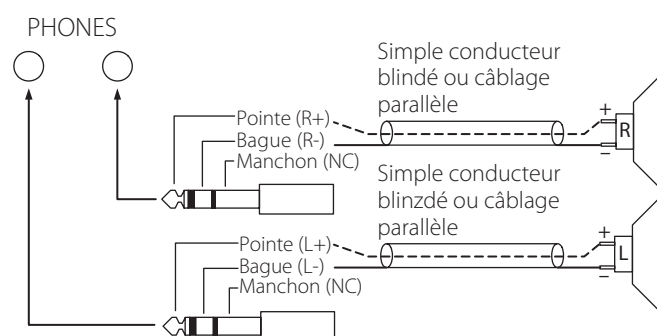 PHONES
Simple conducteur
blindé ou câblage
parallèle
Pointe (R+)
Bague (R-)
Manchon (NC)
+
R
–
Simple conducteur
blinzdé ou câblage
parallèle
Pointe (L+)
Bague (L-)
Manchon (NC)
+
L
–